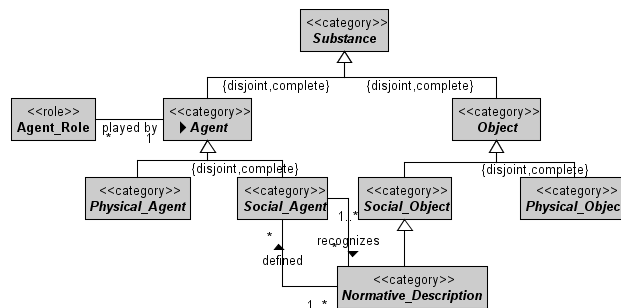 <<category>>
Substance
{disjoint,complete}
{disjoint,complete}
<<role>>
Agent_Role
played by
*
1
<<category>>
Agent
<<category>>
Object
{disjoint,complete}
{disjoint,complete}
<<category>>
Physical_Agent
<<category>>
Social_Agent
<<category>>
Social_Object
<<category>>
Physical_Objec
1..*
*
recognizes
*
defined
<<category>>
Normative_Description
1..*